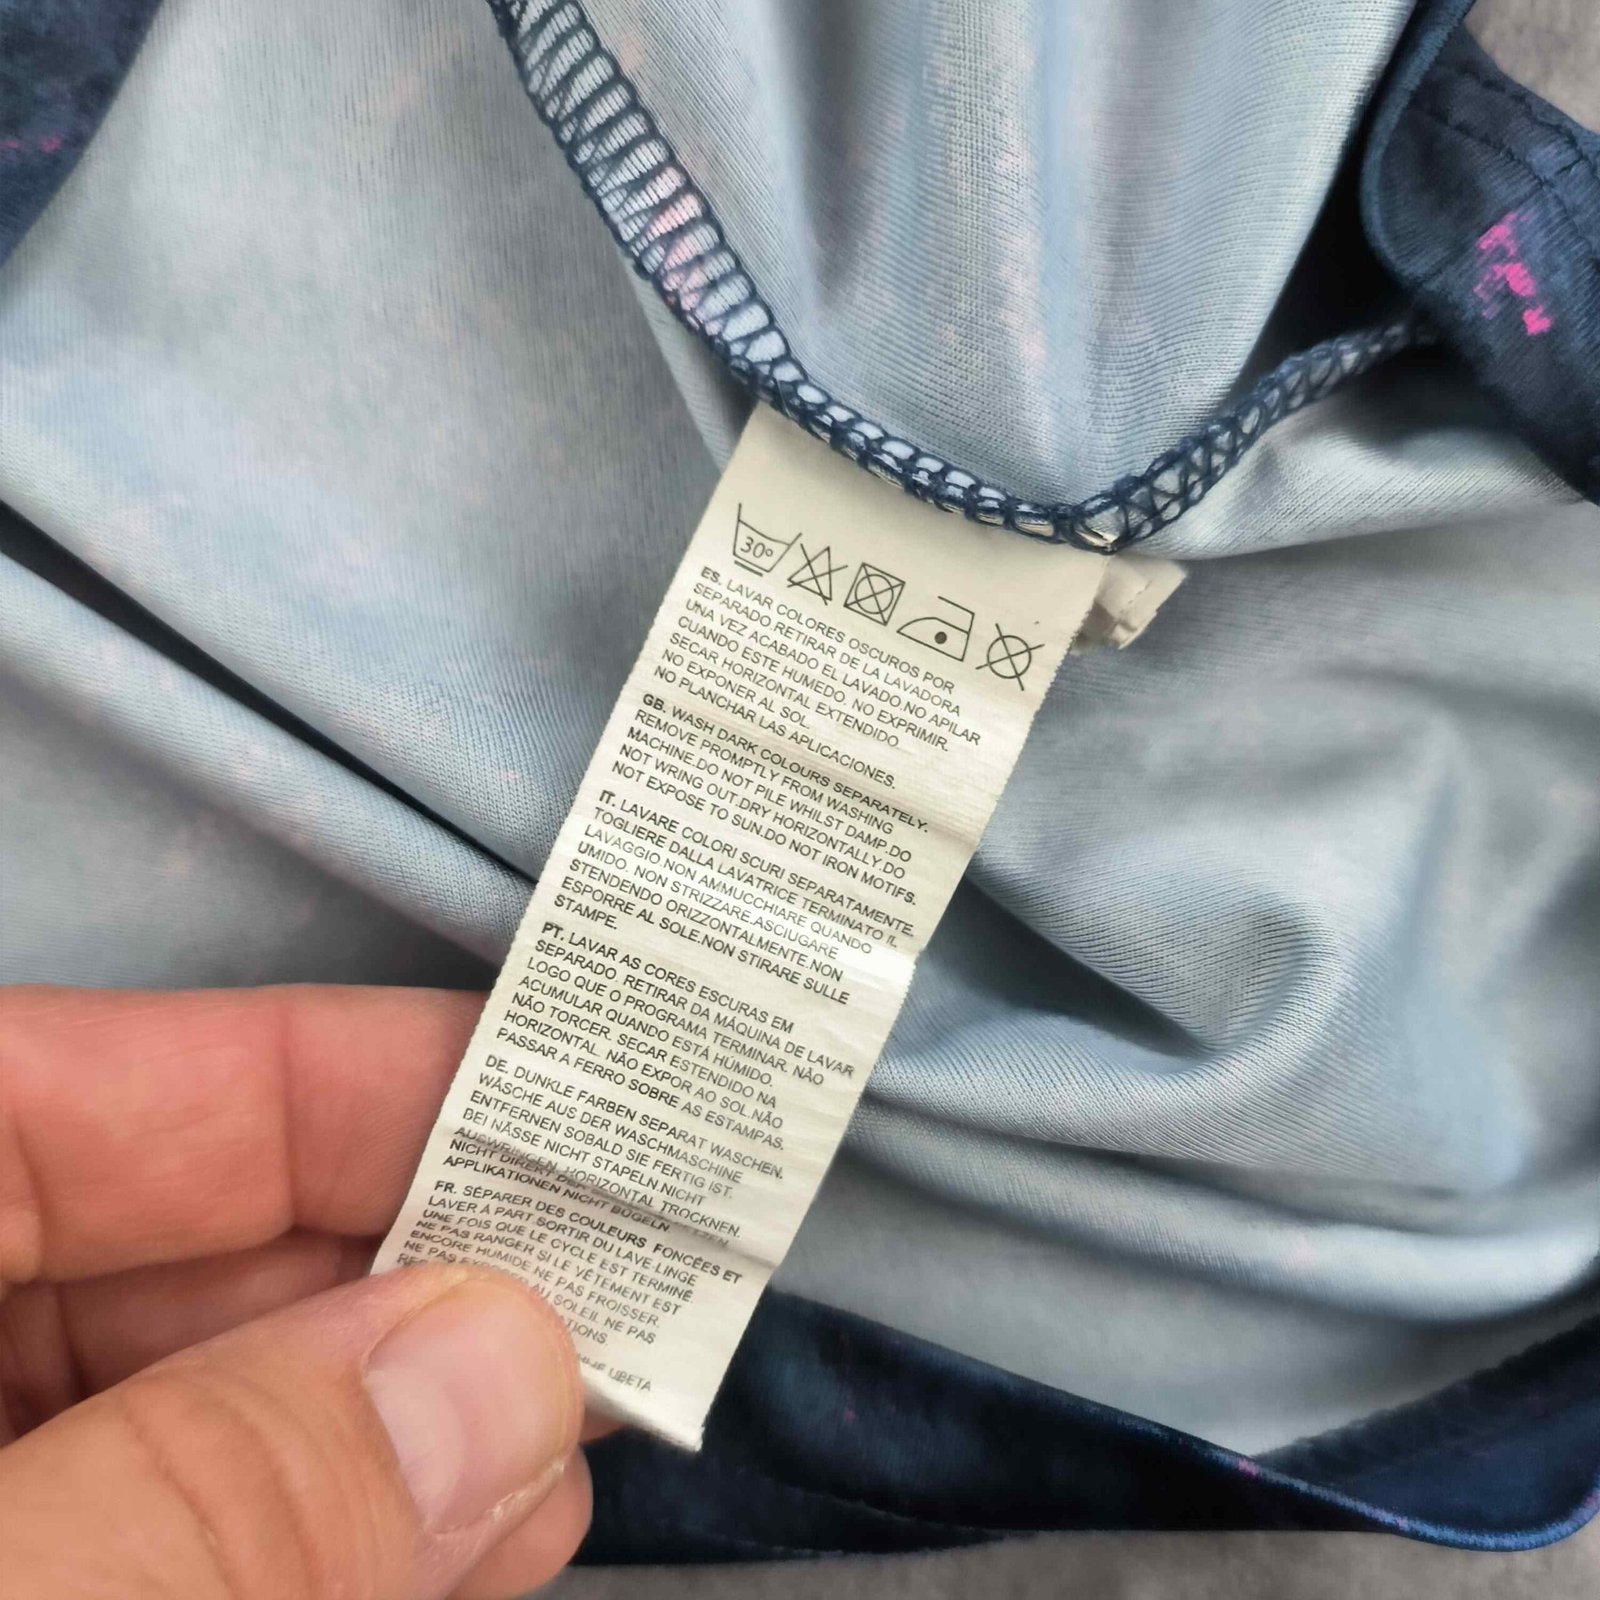 30°
ES. LAVAR COLORES OSCUROS POR
SEPARADO.RETIRAR DE LA LAVADORA
UNA VEZ ACABADO EL LAVADO.NO APILAR
CUANDO ESTE HUMEDO. NO EXPRIMIR.
SECAR HORIZONTAL EXTENDIDO.
NO EXPONER AL SOL.
NO PLANCHAR LAS APLICACIONES.
GB. WASH DARK COLOURS SEPARATELY.
REMOVE PROMPTLY FROM WASHING
MACHINE.DO NOT PILE WHILST DAMP.DO
NOT WRING OUT.DRY HORIZONTALLY.DO
NOT EXPOSE TO SUN.DO NOT IRON MOTIFS.
IT. LAVARE COLORI SCURI SEPARATAMENTE.
TOGLIERE DALLA LAVATRICE TERMINATO IL
LAVAGGIO.NON AMMUCCHIARE QUANDO
UMIDO. NON STRIZZARE.ASCIUGARE
STENDENDO ORIZZONTALMENTE.NON
ESPORRE AL SOLE.NON STIRARE SULLE
STAMPE.
PT. LAVAR AS CORES ESCURAS EM
SEPARADO. RETIRAR DA MÁQUINA DE LAVAR
LOGO QUE O PROGRAMA TERMINAR. NÃO
ACUMULAR QUANDO ESTÁ HÚMIDO.
NÃO TORCER. SECAR ESTENDIDO NA
HORIZONTAL. NÃO EXPOR AO SOL.NÃO
PASSAR A FERRO SOBRE AS ESTAMPAS.
DE. DUNKLE FARBEN SEPARAT WASCHEN.
WÄSCHE AUS DER WASCHMASCHINE
ENTFERNEN SOBALD SIE FERTIG IST.
BEI NÄSSE NICHT STAPELN.NICHT
AUSWRINGEN. HORIZONTAL TROCKNEN.
NICHT DIREKT DER
APPLIKATIONEN NICHT BÜGELN.
FR. SÉPARER DES COULEURS FONCÉES ET
LAVER À PART.SORTIR DU LAVE-LINGE
UNE FOIS QUE LE CYCLE EST TERMINÉ.
NE PAS RANGER SI LE VÊTEMENT EST
ENCORE HUMIDE.NE PAS FROISSER.
NE PAS EXPOSER AU SOLEIL. NE PAS
UBETA